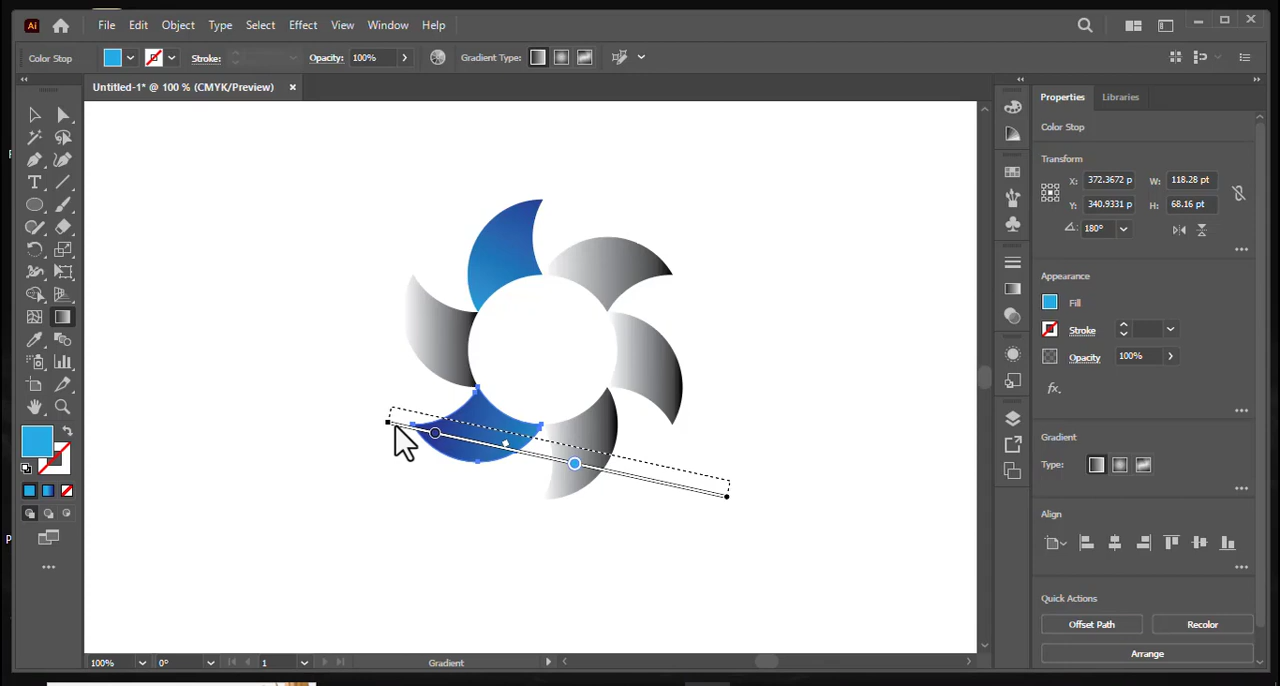 Ai File Edit Object Type Select Effect View Window Help
Color Stop Stroke: Opacity: 100% Gradient Type:
Untitled-1* @ 100 % (CMYK/Preview) ×
Properties Libraries
Color Stop
Transform
X: 372.3672 p W: 118.28 pt
Y: 340.9331 p H: 68.16 pt
180°
Appearance
Fill
Stroke
Opacity 100%
fx.
Gradient
Type:
Align
Quick Actions
Offset Path Recolor
Arrange
100% 0° 1 Gradient